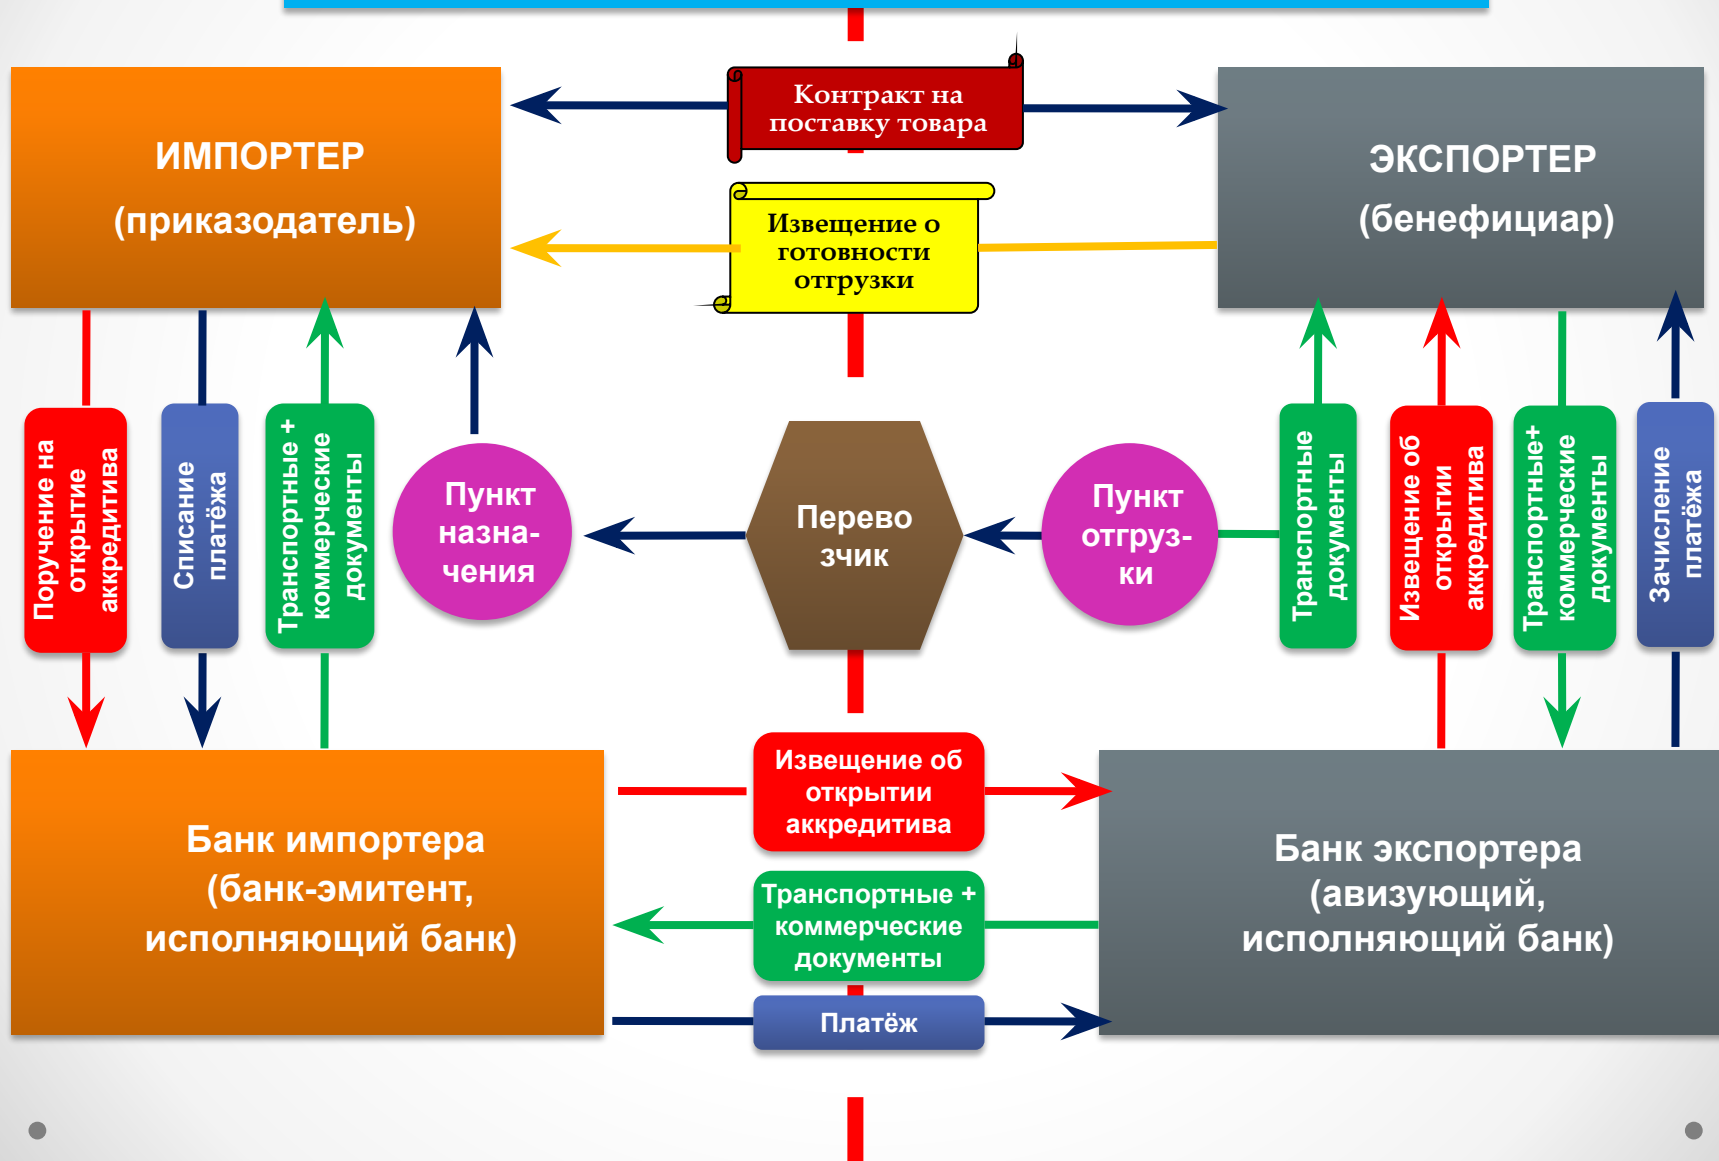 Контракт на
поставку товара
ИМПОРТЕР
(приказодатель)
ЭКСПОРТЕР
(бенефициар)
Извещение о
готовности
отгрузки
Поручение на
открытие
аккредитива
Списание
платёжа
Транспортные +
коммерческие
документы
Пункт
назна-
чения
Перево
зчик
Пункт
отгруз-
ки
Транспортные
документы
Извещение об
открытии
аккредитива
Транспортные+
коммерческие
документы
Зачисление
платёжа
Извещение об
открытии
аккредитива
Банк импортера
(банк-эмитент,
исполняющий банк)
Транспортные +
коммерческие
документы
Банк экспортера
(авизующий,
исполняющий банк)
Платёж